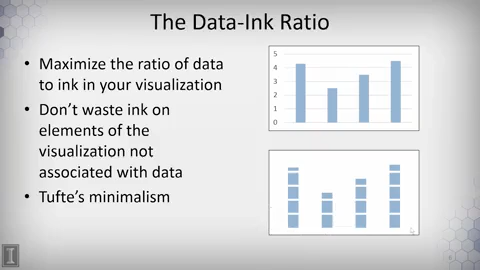 The Data-Ink Ratio
• Maximize the ratio of data
to ink in your visualization
• Don't waste ink on
elements of the
visualization not
associated with data
• Tufte's minimalism
5
4
3
2
1
0
I